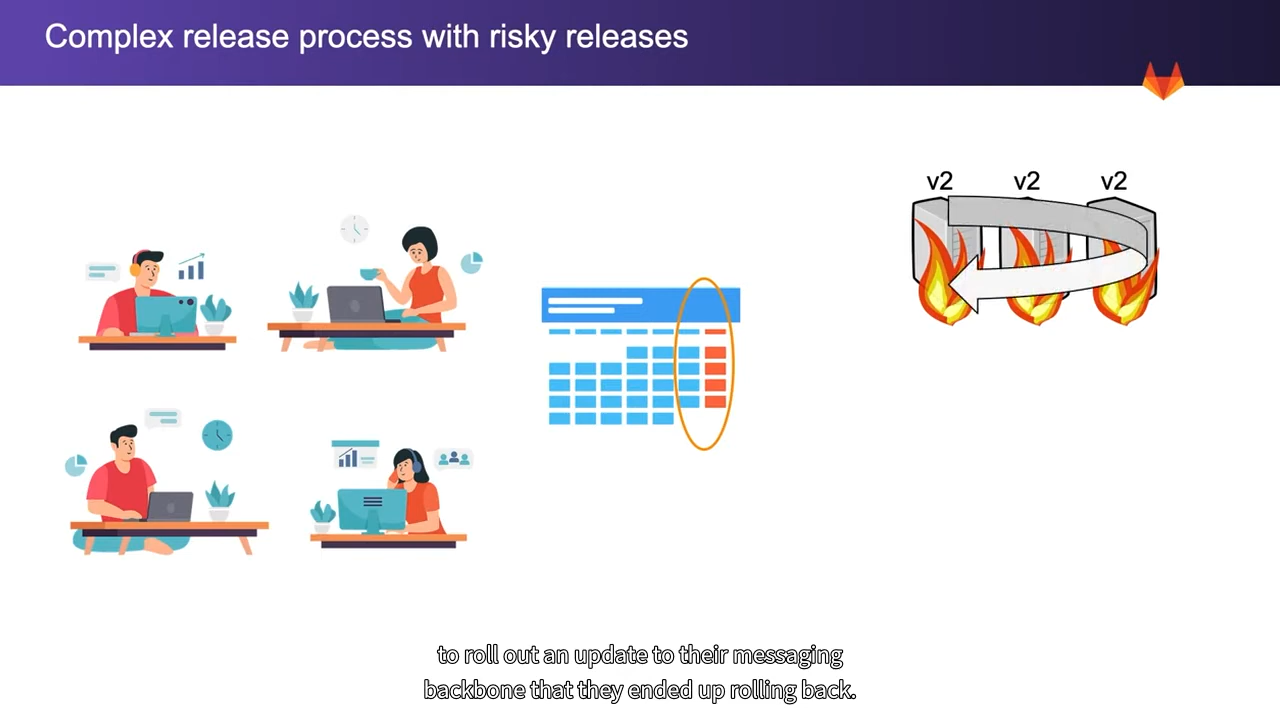 Complex release process with risky releases
v2 v2 v2
to roll out an update to their messaging
backbone that they ended up rolling back.